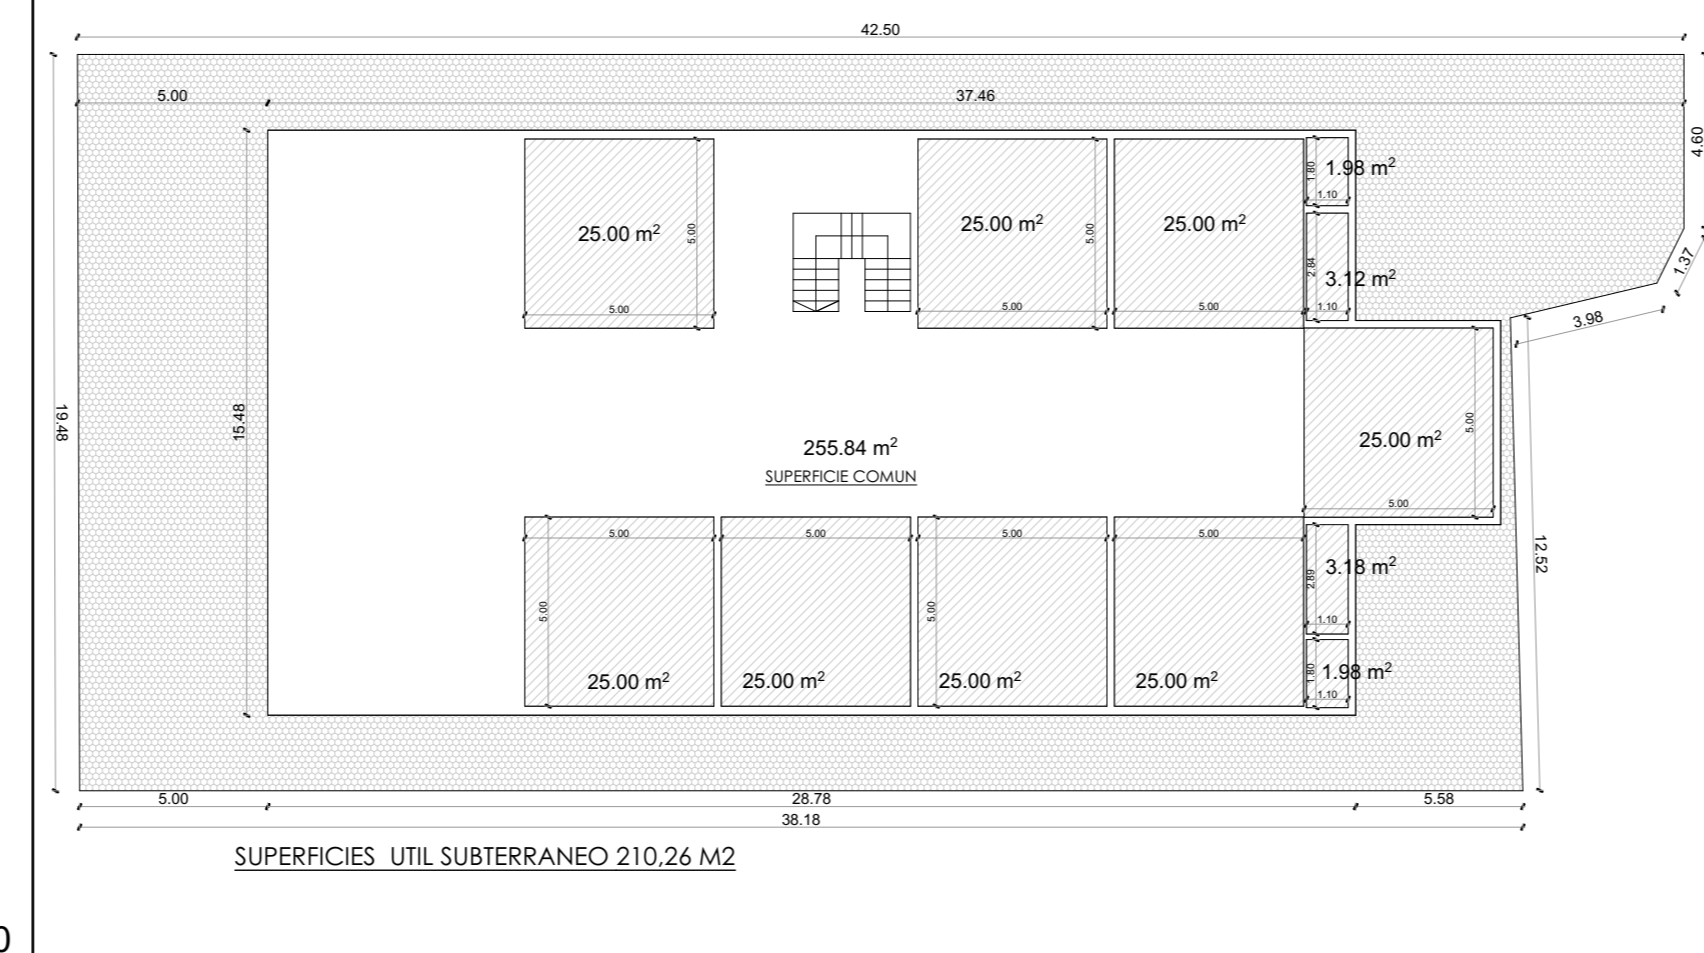 42.50
5.00
37.46
4.60
1.98 m²
1.80
1.10
25.00 m²
5.00
5.00
25.00 m²
5.00
5.00
25.00 m²
5.00
3.12 m²
2.84
1.10
1.37
3.98
19.48
15.48
255.84 m²
SUPERFICIE COMUN
25.00 m²
5.00
5.00
5.00
5.00
5.00
5.00
5.00
5.00
3.18 m²
2.89
1.10
12.52
25.00 m²
25.00 m²
25.00 m²
25.00 m²
1.98 m²
1.80
1.10
5.00
28.78
5.58
38.18
SUPERFICIES UTIL SUBTERRANEO 210,26 M2
0